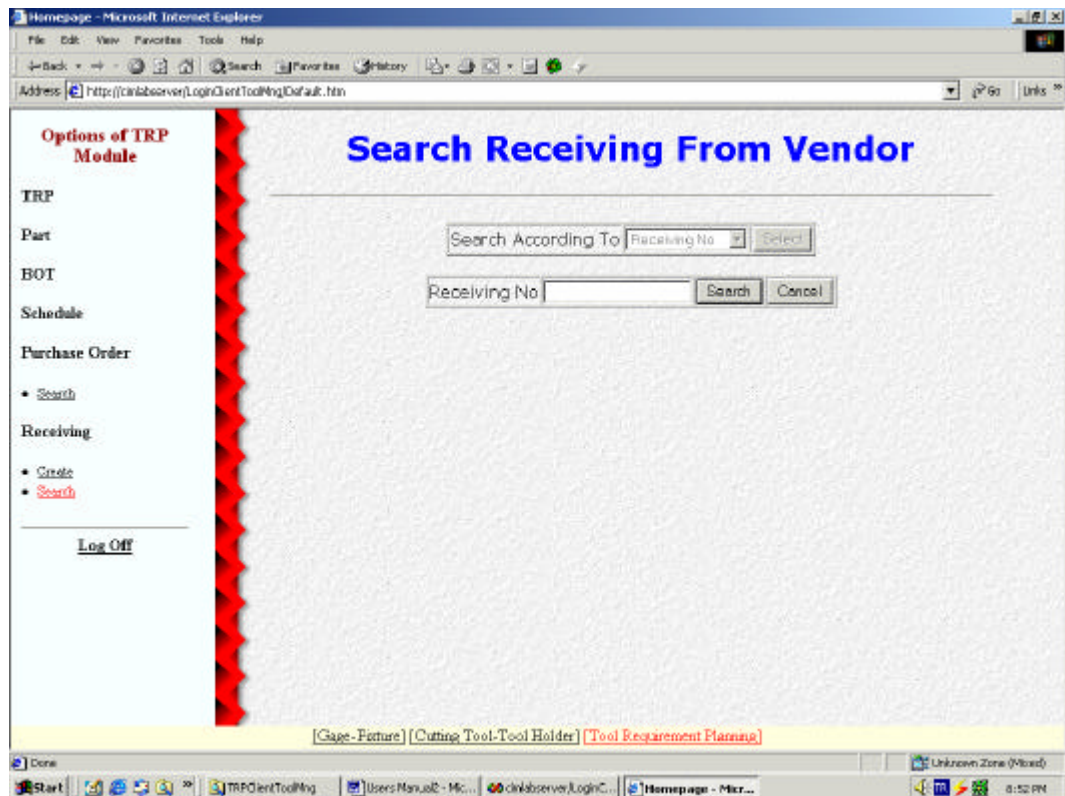 Homepage - Microsoft Internet Explorer
File Edit View Favorites Tools Help
Back Search Favorites History
Address http://cimlabserver/LoginClientToolMng/Default.htm Go Links »
Options of TRP
Module
TRP
Part
BOT
Schedule
Purchase Order
Search
Receiving
Create
Search
Log Off
Search Receiving From Vendor
Search According To Receiving No Select
Receiving No Search Cancel
[Gage-Fixture] [Cutting Tool-Tool Holder] [Tool Requirement Planning]
Done Unknown Zone (Mixed)
Start » TRPClientToolMng Users Manual2 - Mic... cimlabserver/LoginC... Homepage - Micr... 8:52 PM